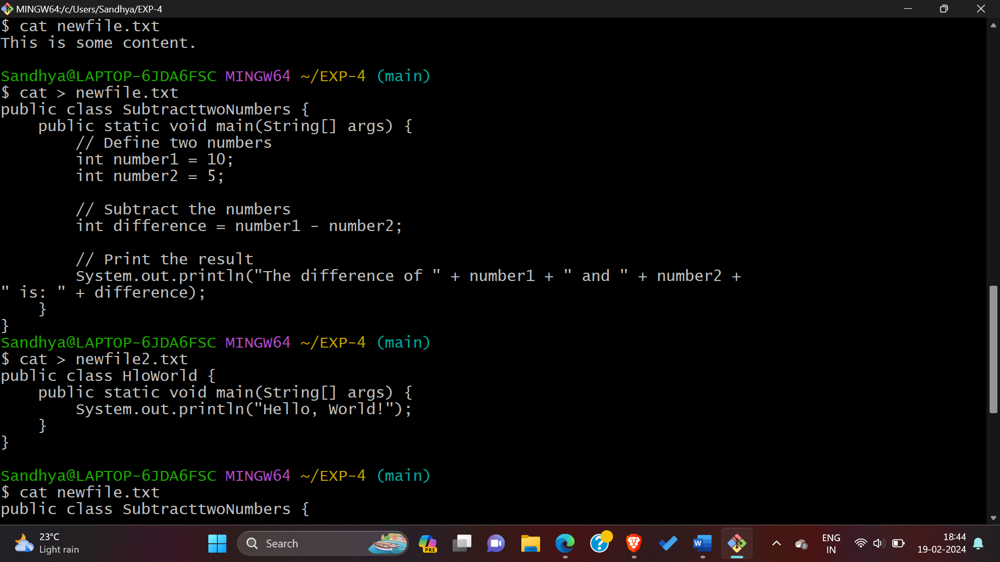 MINGW64:/c/Users/Sandhya/EXP-4
$ cat newfile.txt
This is some content.
Sandhya@LAPTOP-6JDA6FSC MINGW64 ~/EXP-4 (main)
$ cat > newfile.txt
public class SubtracttwoNumbers {
    public static void main(String[] args) {
        // Define two numbers
        int number1 = 10;
        int number2 = 5;
        // Subtract the numbers
        int difference = number1 - number2;
        // Print the result
        System.out.println("The difference of " + number1 + " and " + number2 +
" is: " + difference);
    }
}
Sandhya@LAPTOP-6JDA6FSC MINGW64 ~/EXP-4 (main)
$ cat > newfile2.txt
public class HloWorld {
    public static void main(String[] args) {
        System.out.println("Hello, World!");
    }
}
Sandhya@LAPTOP-6JDA6FSC MINGW64 ~/EXP-4 (main)
$ cat newfile.txt
public class SubtracttwoNumbers {
23°C
Light rain
Search
PRE
W
ENG
IN
18:44
19-02-2024